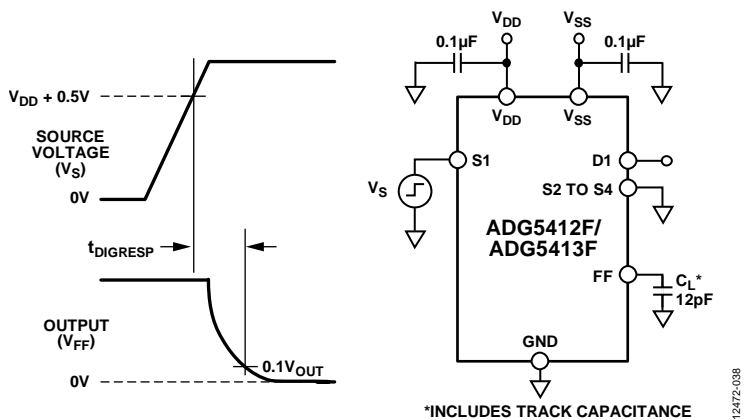 V_DD + 0.5V
SOURCE
VOLTAGE
(V_S)
0V
t_DIGRESP
OUTPUT
(V_FF)
0V
0.1V_OUT
V_DD
V_SS
0.1µF
0.1µF
V_DD
V_SS
S1
D1
V_S
S2 TO S4
ADG5412F/
ADG5413F
FF
C_L*
12pF
GND
*INCLUDES TRACK CAPACITANCE
12472-038